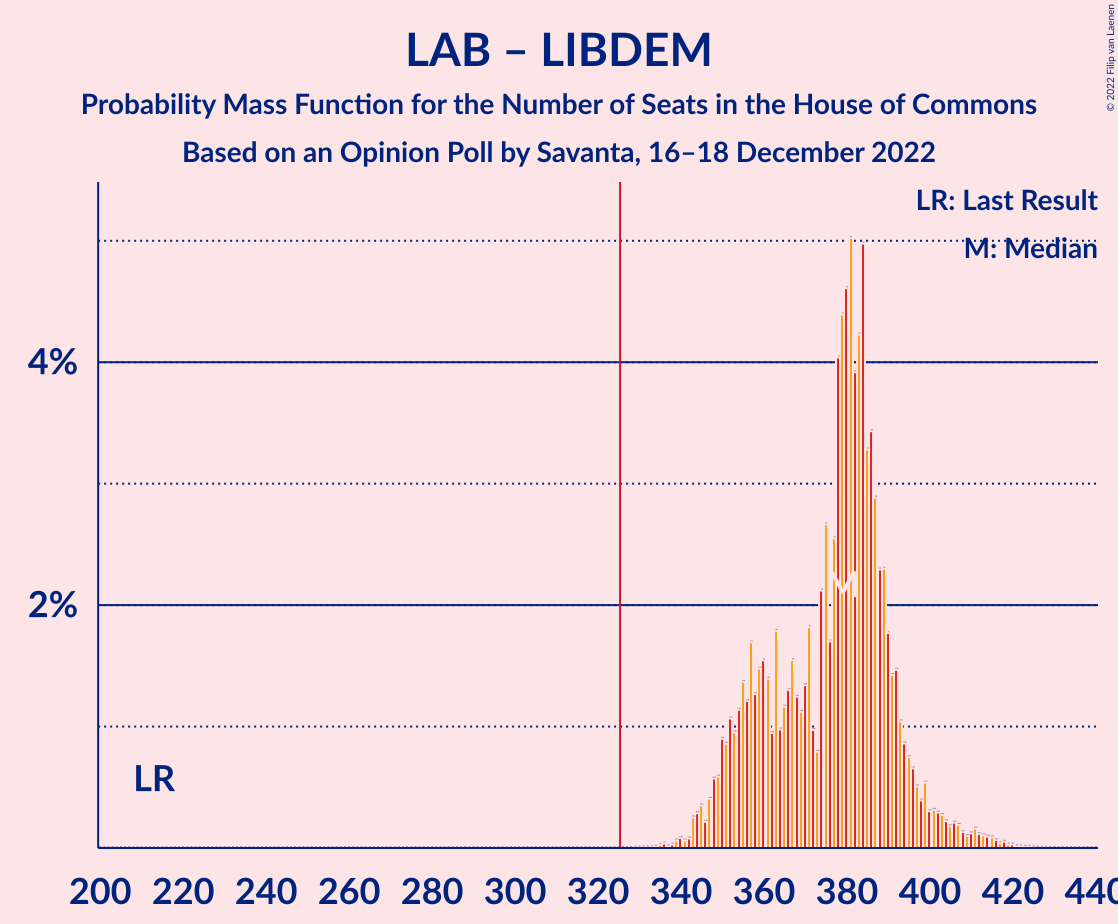 LAB – LIBDEM
Probability Mass Function for the Number of Seats in the House of Commons
Based on an Opinion Poll by Savanta, 16–18 December 2022
© 2022 Filip van Laenen
LR: Last Result
M: Median
4%
2%
M
LR
200 220 240 260 280 300 320 340 360 380 400 420 440